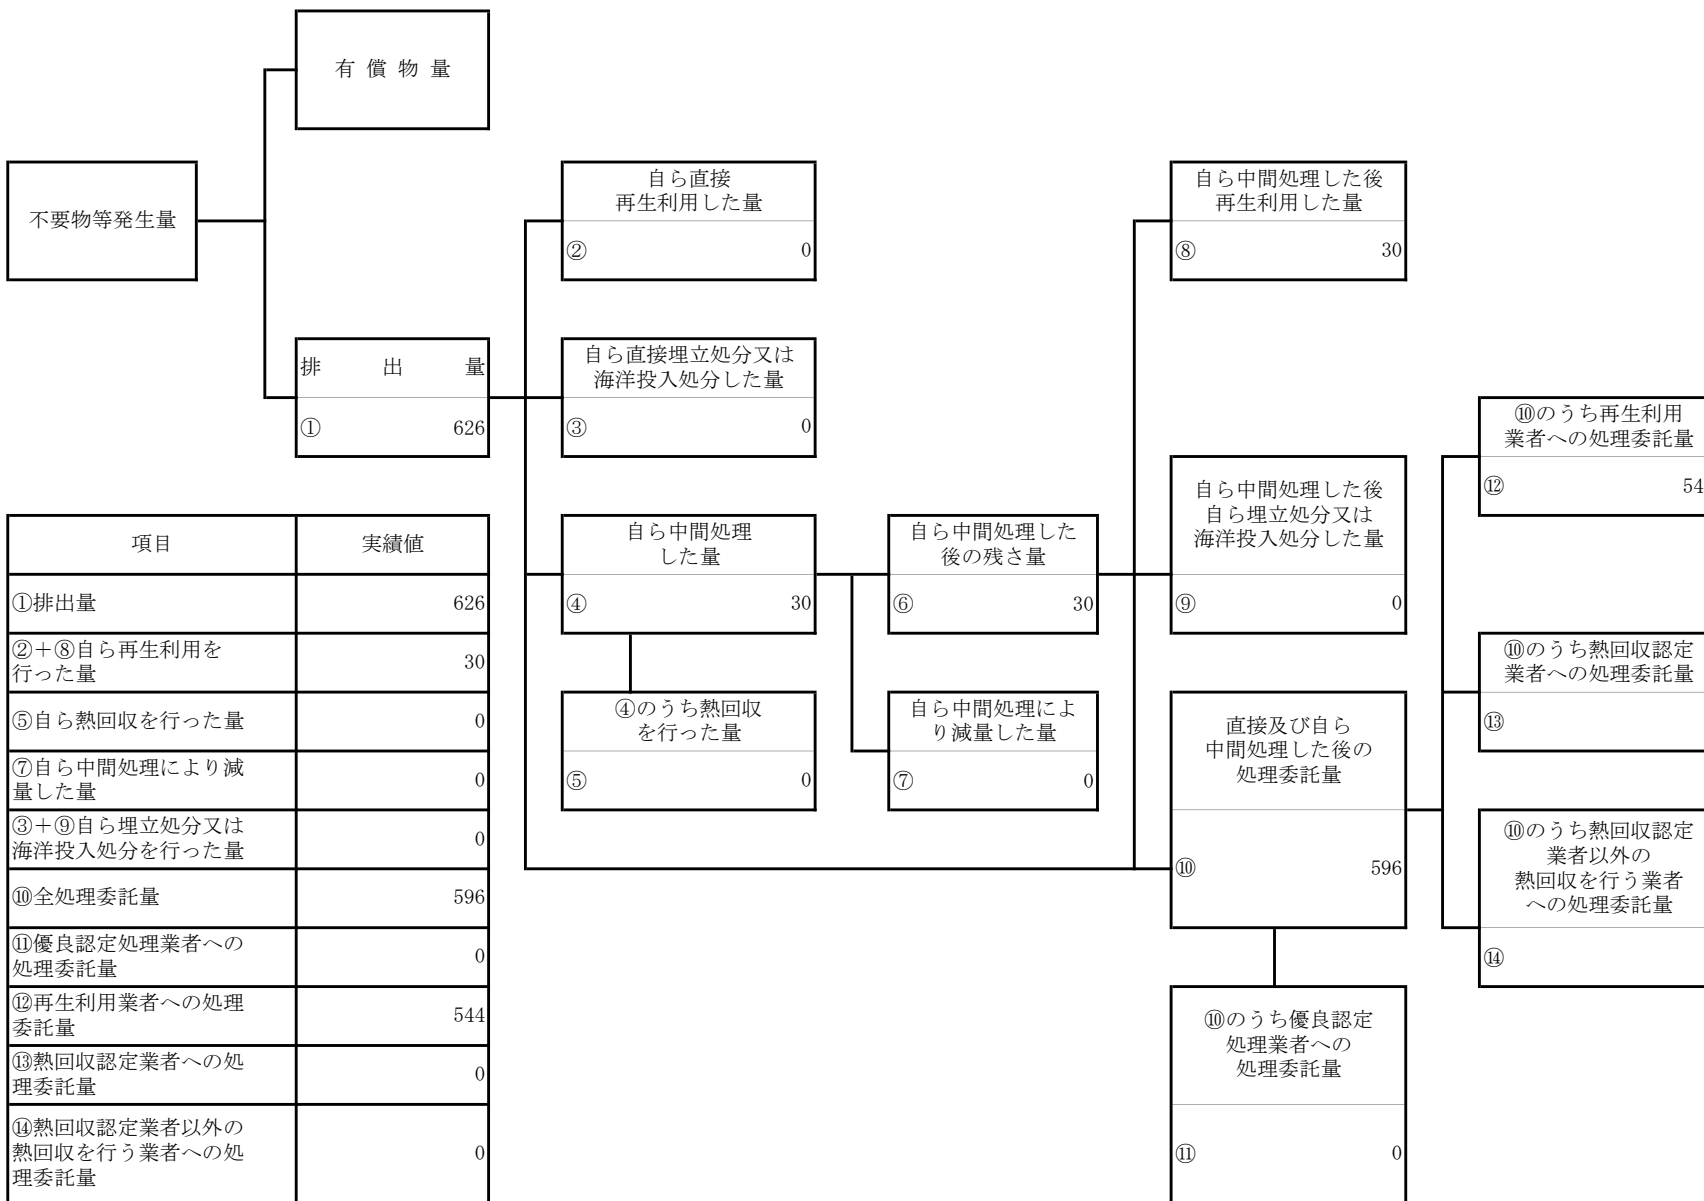 有 償 物 量
不要物等発生量
排 出 量
① 626
自ら直接
再生利用した量
② 0
自ら直接埋立処分又は
海洋投入処分した量
③ 0
自ら中間処理
した量
④ 30
④のうち熱回収
を行った量
⑤ 0
自ら中間処理した
後の残さ量
⑥ 30
自ら中間処理によ
り減量した量
⑦ 0
自ら中間処理した後
再生利用した量
⑧ 30
自ら中間処理した後
自ら埋立処分又は
海洋投入処分した量
⑨ 0
直接及び自ら
中間処理した後の
処理委託量
⑩ 596
⑩のうち優良認定
処理業者への
処理委託量
⑪ 0
⑩のうち再生利用
業者への処理委託量
⑫ 54
⑩のうち熱回収認定
業者への処理委託量
⑬
⑩のうち熱回収認定
業者以外の
熱回収を行う業者
への処理委託量
⑭
項目 実績値
①排出量 626
②+⑧自ら再生利用を
行った量 30
⑤自ら熱回収を行った量 0
⑦自ら中間処理により減
量した量 0
③+⑨自ら埋立処分又は
海洋投入処分を行った量 0
⑩全処理委託量 596
⑪優良認定処理業者への
処理委託量 0
⑫再生利用業者への処理
委託量 544
⑬熱回収認定業者への処
理委託量 0
⑭熱回収認定業者以外の
熱回収を行う業者への処
理委託量 0